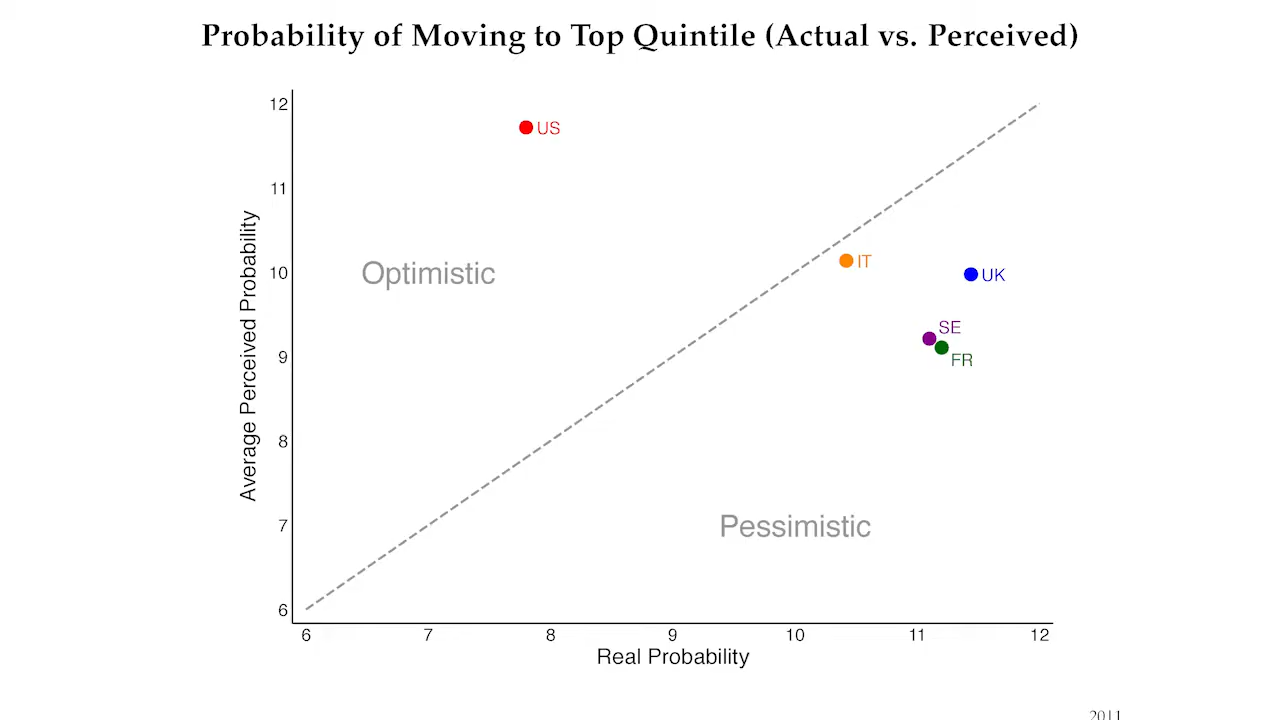 Probability of Moving to Top Quintile (Actual vs. Perceived)
12
11
10
9
8
7
6
Average Perceived Probability
US
Optimistic
IT
UK
SE
FR
Pessimistic
6 7 8 9 10 11 12
Real Probability
2011